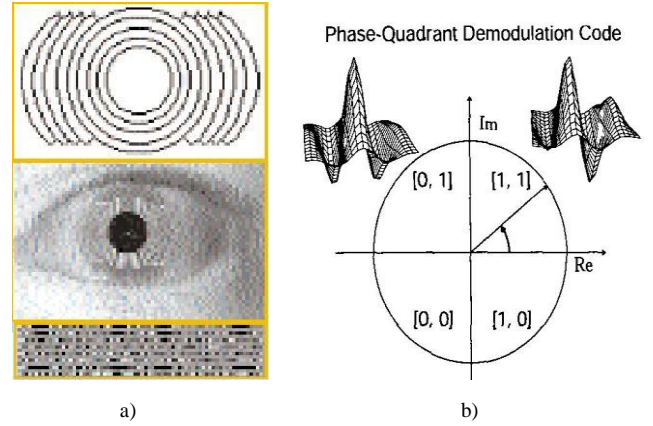 Phase-Quadrant Demodulation Code
Im
[0, 1] [1, 1]
Re
[0, 0] [1, 0]
a) b)